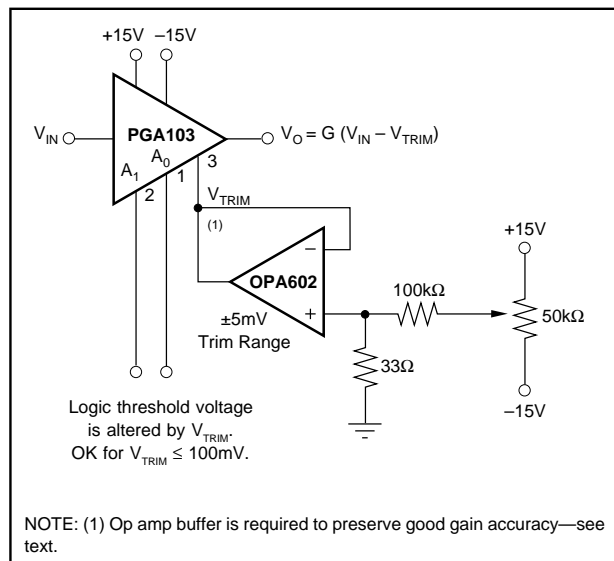 +15V
–15V
V_IN
PGA103
V_O = G (V_IN – V_TRIM)
A_1
A_0
3
1
2
V_TRIM
(1)
–
+15V
OPA602
100kΩ
50kΩ
+
±5mV
Trim Range
33Ω
–15V
Logic threshold voltage
is altered by V_TRIM.
OK for V_TRIM ≤ 100mV.
NOTE: (1) Op amp buffer is required to preserve good gain accuracy—see
text.